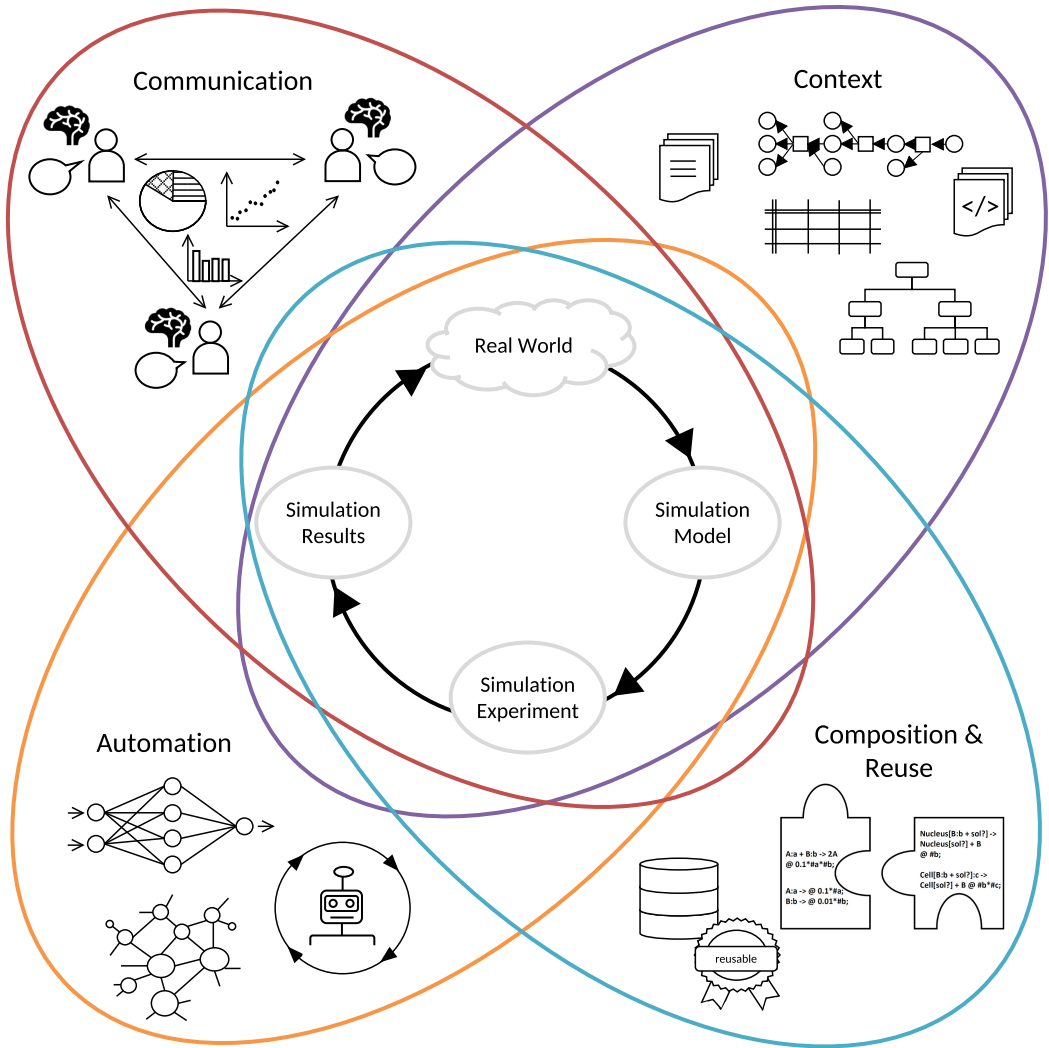 Communication
Context
</>
Real World
Simulation
Results
Simulation
Model
Simulation
Experiment
Automation
Composition &
Reuse
A:a + B:b -> 2A
@ 0.1*#a*#b;
A:a -> @ 0.1*#a;
B:b -> @ 0.01*#b;
Nucleus[B:b + sol?] ->
Nucleus[sol?] + B
@ #b;
Cell[B:b + sol?]:c ->
Cell[sol?] + B @ #b*#c;
reusable